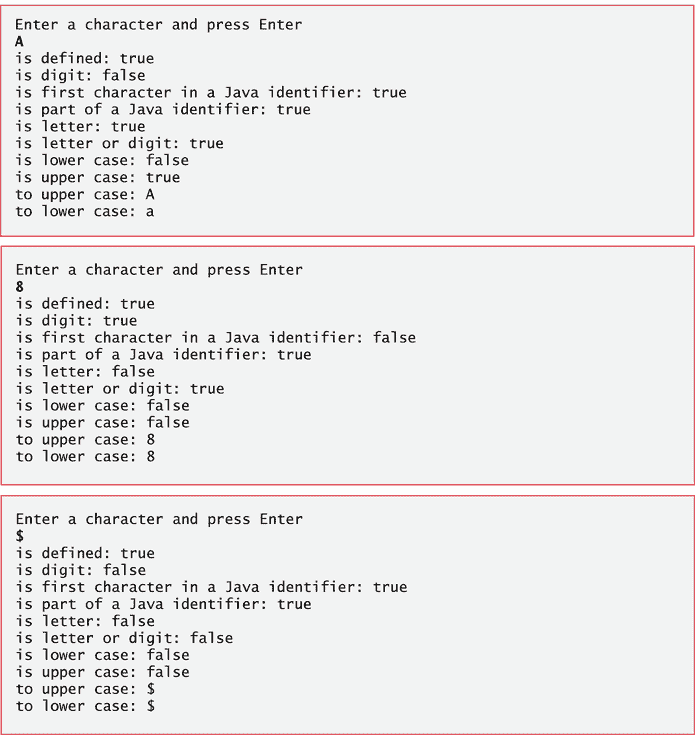 Enter a character and press Enter
A
is defined: true
is digit: false
is first character in a Java identifier: true
is part of a Java identifier: true
is letter: true
is letter or digit: true
is lower case: false
is upper case: true
to upper case: A
to lower case: a
Enter a character and press Enter
8
is defined: true
is digit: true
is first character in a Java identifier: false
is part of a Java identifier: true
is letter: false
is letter or digit: true
is lower case: false
is upper case: false
to upper case: 8
to lower case: 8
Enter a character and press Enter
$
is defined: true
is digit: false
is first character in a Java identifier: true
is part of a Java identifier: true
is letter: false
is letter or digit: false
is lower case: false
is upper case: false
to upper case: $
to lower case: $